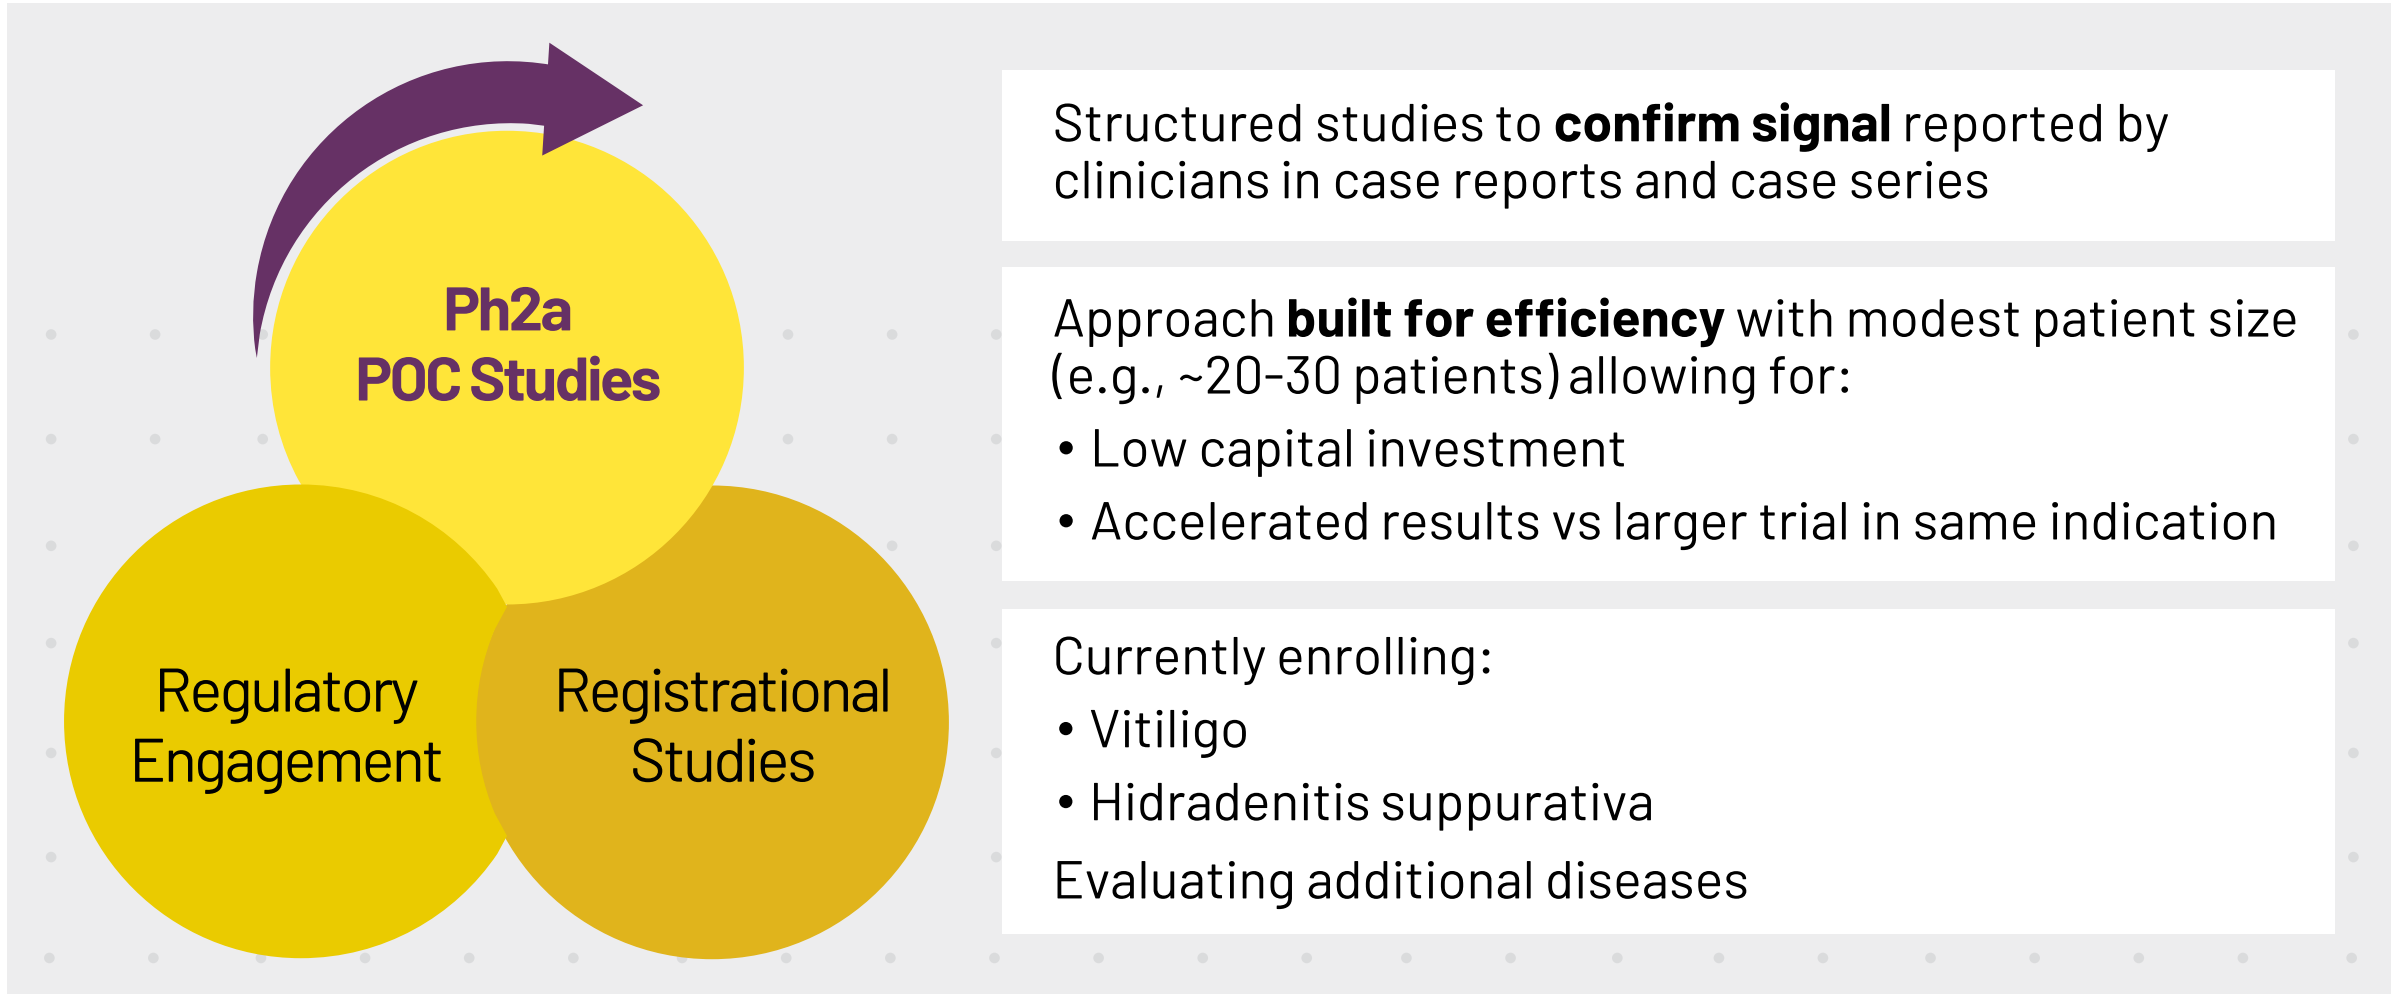 Ph2a
POC Studies
Regulatory
Engagement
Registrational
Studies
Structured studies to confirm signal reported by
clinicians in case reports and case series
Approach built for efficiency with modest patient size
(e.g., ~20-30 patients) allowing for:
• Low capital investment
• Accelerated results vs larger trial in same indication
Currently enrolling:
• Vitiligo
• Hidradenitis suppurativa
Evaluating additional diseases